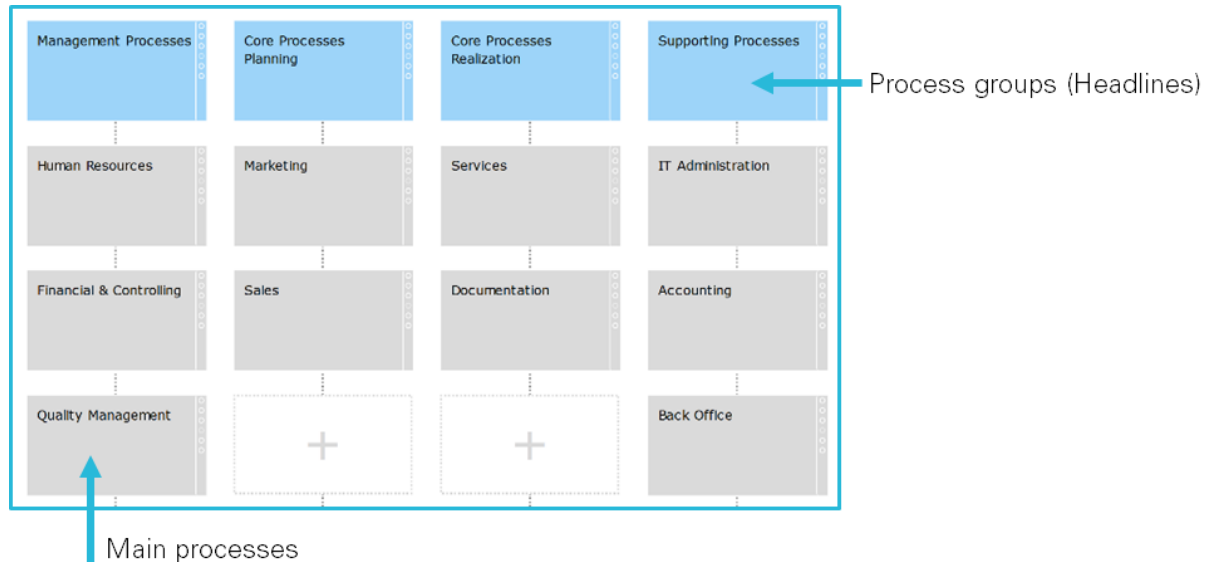 Management Processes
Core Processes
Planning
Core Processes
Realization
Supporting Processes
Process groups (Headlines)
Human Resources
Marketing
Services
IT Administration
Financial & Controlling
Sales
Documentation
Accounting
Quality Management
Back Office
Main processes